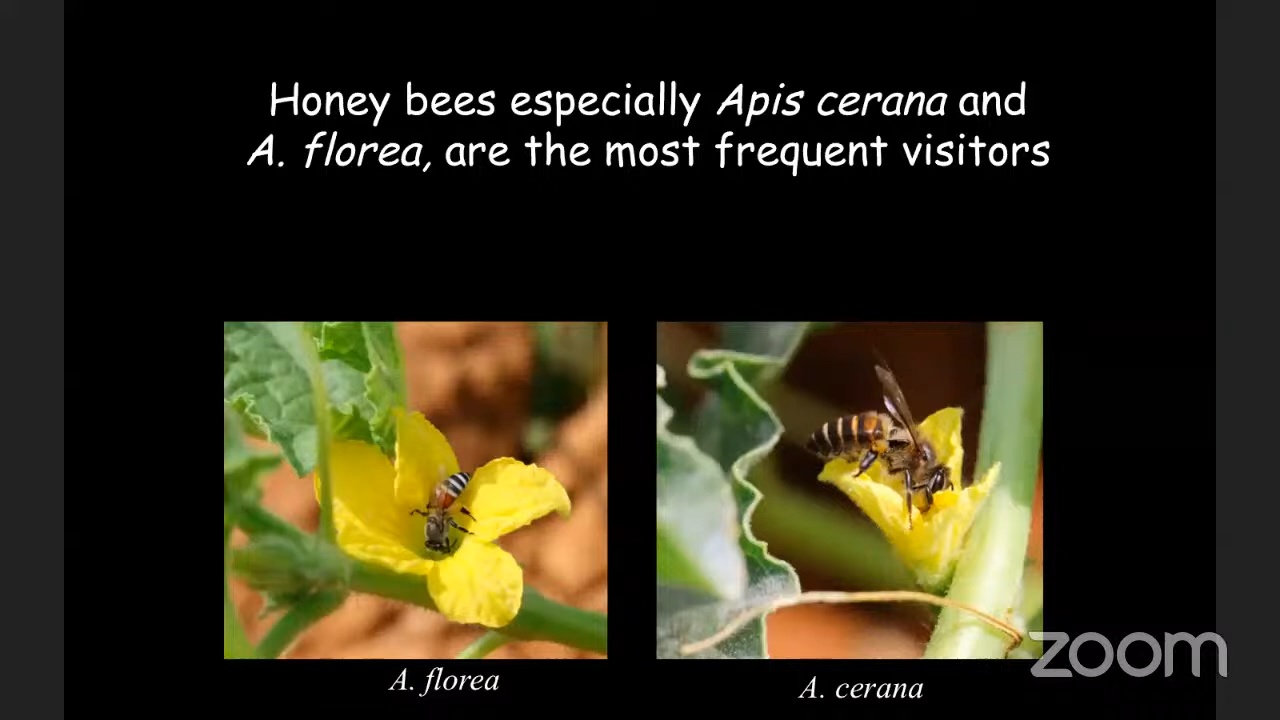 Honey bees especially Apis cerana and
A. florea, are the most frequent visitors
A. florea
A. cerana
zoom